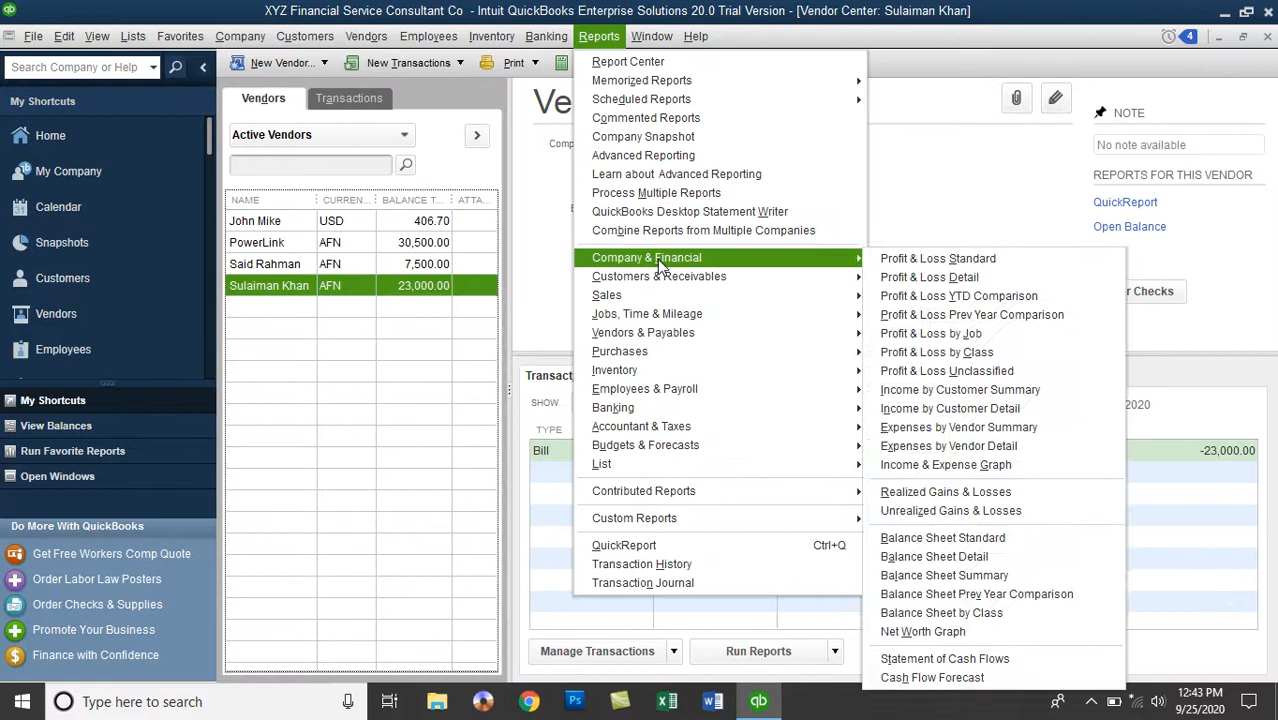 XYZ Financial Service Consultant Co - Intuit QuickBooks Enterprise Solutions 20.0 Trial Version - [Vendor Center: Sulaiman Khan]
File Edit View Lists Favorites Company Customers Vendors Employees Inventory Banking Reports Window Help 4
Search Company or Help
My Shortcuts
Home
My Company
Calendar
Snapshots
Customers
Vendors
Employees
My Shortcuts
View Balances
Run Favorite Reports
Open Windows
Do More With QuickBooks
Get Free Workers Comp Quote
Order Labor Law Posters
Order Checks & Supplies
Promote Your Business
Finance with Confidence
New Vendor... New Transactions Print
Vendors Transactions
Active Vendors
NAME CURREN... BALANCE T... ATTA...
John Mike USD 406.70
PowerLink AFN 30,500.00
Said Rahman AFN 7,500.00
Sulaiman Khan AFN 23,000.00
Ve
Comp
Report Center
Memorized Reports
Scheduled Reports
Commented Reports
Company Snapshot
Advanced Reporting
Learn about Advanced Reporting
Process Multiple Reports
QuickBooks Desktop Statement Writer
Combine Reports from Multiple Companies
Company & Financial
Customers & Receivables
Sales
Jobs, Time & Mileage
Vendors & Payables
Purchases
Inventory
Employees & Payroll
Banking
Accountant & Taxes
Budgets & Forecasts
List
Contributed Reports
Custom Reports
QuickReport Ctrl+Q
Transaction History
Transaction Journal
Profit & Loss Standard
Profit & Loss Detail
Profit & Loss YTD Comparison
Profit & Loss Prev Year Comparison
Profit & Loss by Job
Profit & Loss by Class
Profit & Loss Unclassified
Income by Customer Summary
Income by Customer Detail
Expenses by Vendor Summary
Expenses by Vendor Detail
Income & Expense Graph
Realized Gains & Losses
Unrealized Gains & Losses
Balance Sheet Standard
Balance Sheet Detail
Balance Sheet Summary
Balance Sheet Prev Year Comparison
Balance Sheet by Class
Net Worth Graph
Statement of Cash Flows
Cash Flow Forecast
NOTE
No note available
REPORTS FOR THIS VENDOR
QuickReport
Open Balance
er Checks
Transact
SHOW
2020
TYPE
Bill -23,000.00
Manage Transactions Run Reports
Type here to search
12:43 PM
9/25/2020